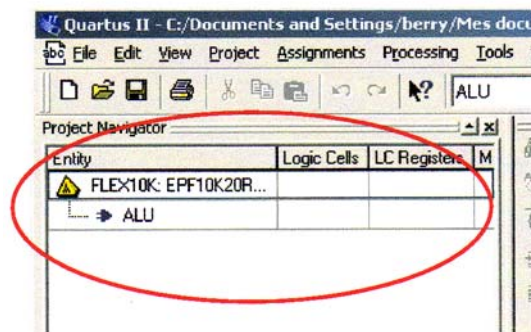 Quartus II - C:/Documents and Settings/berry/Mes docu
abc File Edit View Project Assignments Processing Tools
ALU
Project Navigator
Entity Logic Cells LC Registers M
FLEX10K: EPF10K20R...
ALU